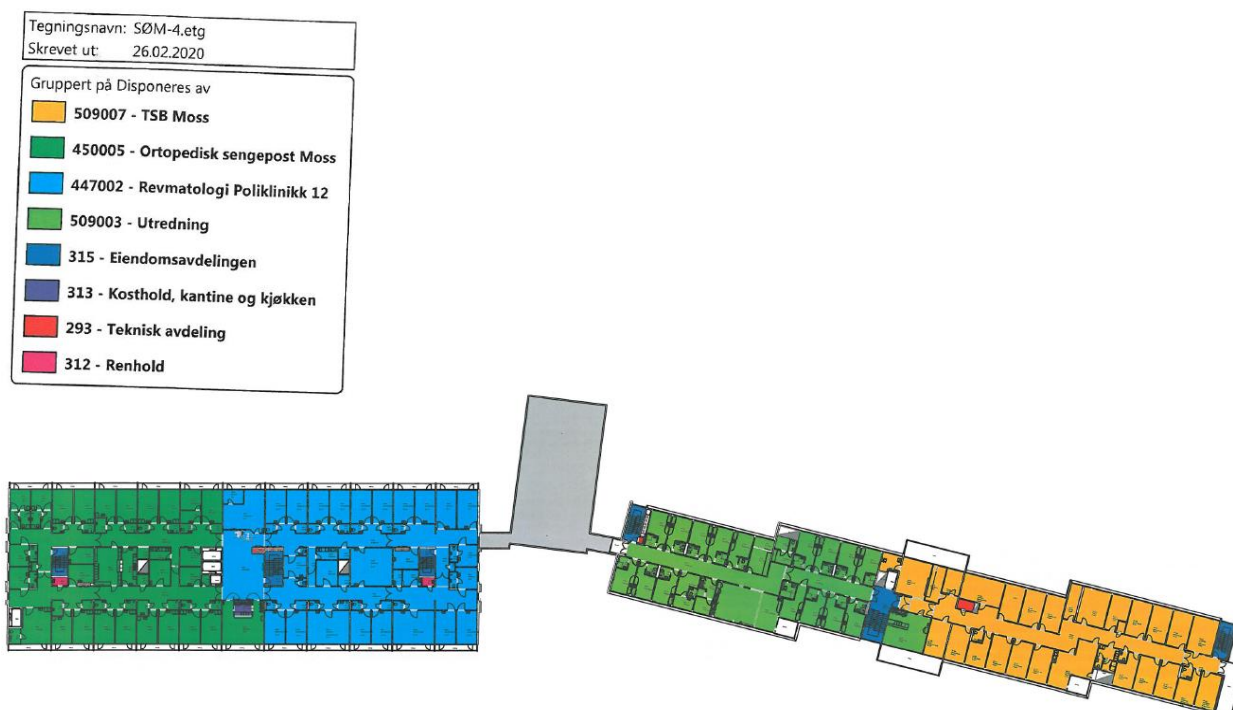 Tegningsnavn: SØM-4.etg
Skrevet ut: 26.02.2020
Gruppert på Disponeres av
509007 - TSB Moss
450005 - Ortopedisk sengepost Moss
447002 - Revmatologi Poliklinikk 12
509003 - Utredning
315 - Eiendomsavdelingen
313 - Kosthold, kantine og kjøkken
293 - Teknisk avdeling
312 - Renhold